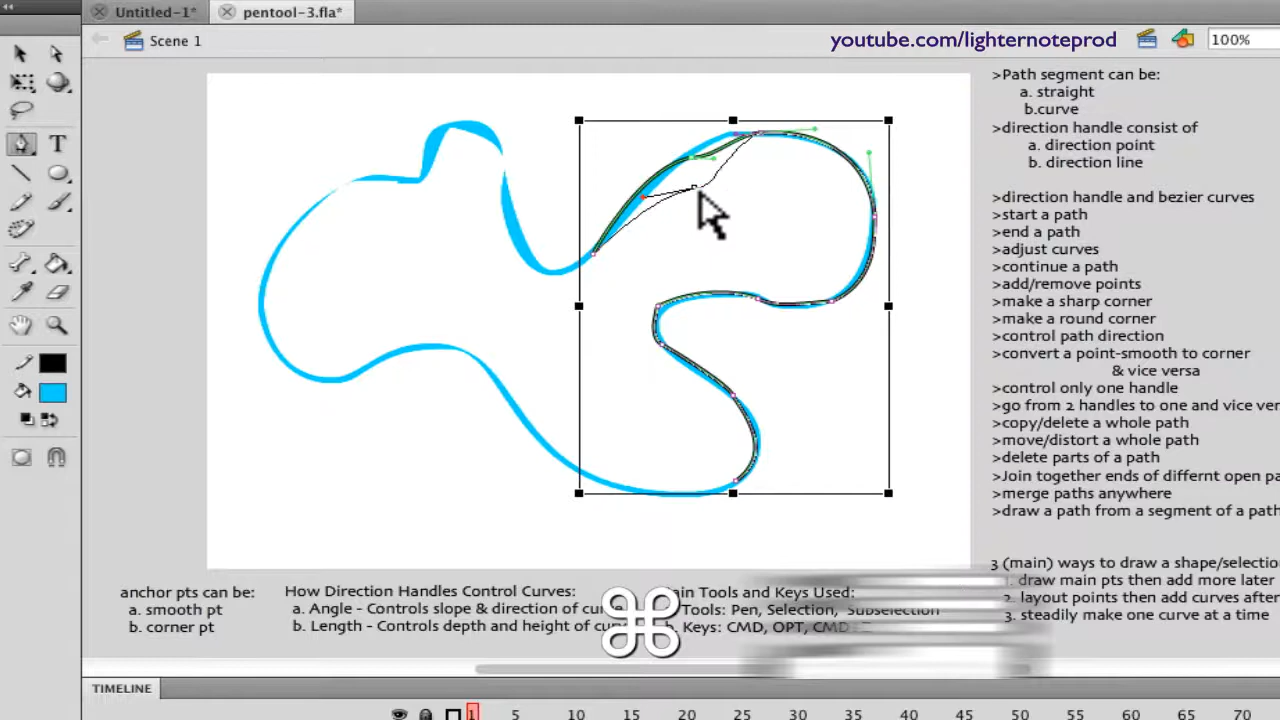 Untitled-1*
pentool-3.fla*
Scene 1
youtube.com/lighternoteprod
100%
>Path segment can be:
a. straight
b.curve
>direction handle consist of
a. direction point
b. direction line
>direction handle and bezier curves
>start a path
>end a path
>adjust curves
>continue a path
>add/remove points
>make a sharp corner
>make a round corner
>control path direction
>convert a point-smooth to corner
& vice versa
>control only one handle
>go from 2 handles to one and vice ver
>copy/delete a whole path
>move/distort a whole path
>delete parts of a path
>Join together ends of differnt open pa
>merge paths anywhere
>draw a path from a segment of a path
3 (main) ways to draw a shape/selectio
1. draw main pts then add more later
2. layout points then add curves after
3. steadily make one curve at a time
anchor pts can be:
a. smooth pt
b. corner pt
How Direction Handles Control Curves:
a. Angle - Controls slope & direction of cu
b. Length - Controls depth and height of cu
ain Tools and Keys Used:
Tools: Pen, Selection, Subselection
b. Keys: CMD, OPT, CMD
⌘
TIMELINE
1 5 10 15 20 25 30 35 40 45 50 55 60 65 70
T